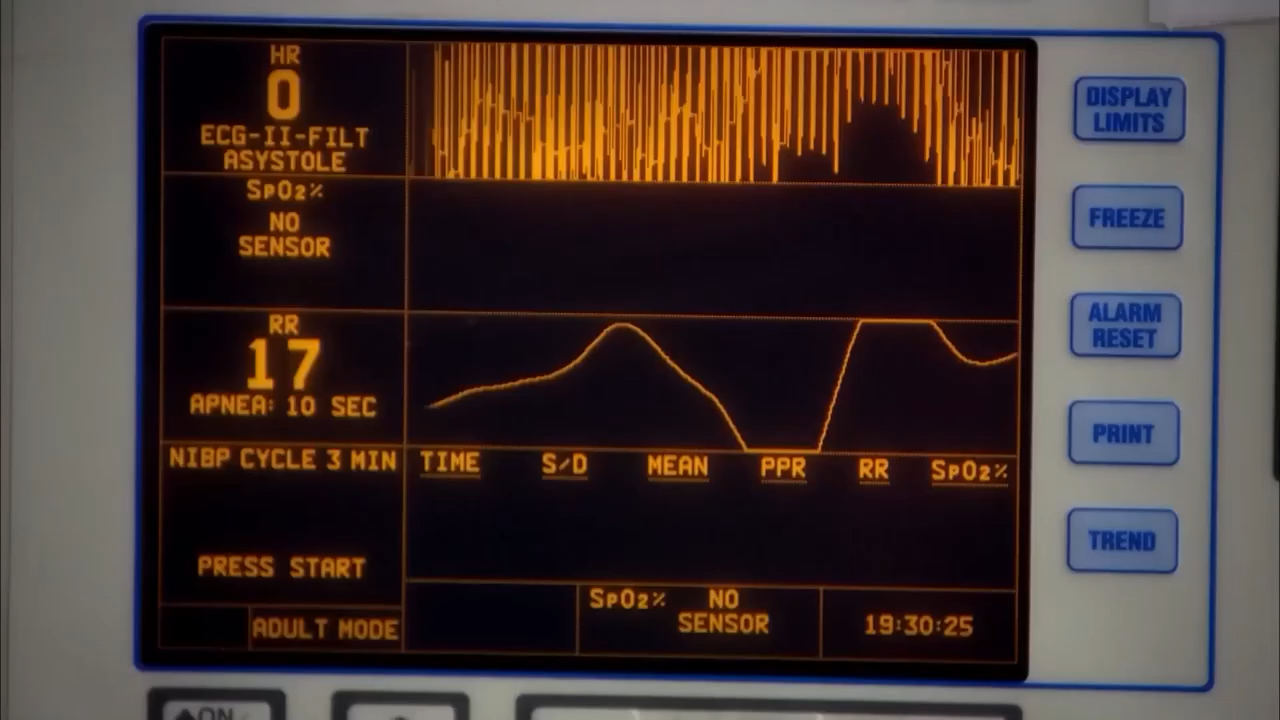 HR
0
ECG-II-FILT
ASYSTOLE
SpO2%
NO
SENSOR
RR
17
APNEA: 10 SEC
NIBP CYCLE 3 MIN
PRESS START
ADULT MODE
TIME S/D MEAN PPR RR SpO2%
SpO2% NO
SENSOR
19:30:25
DISPLAY
LIMITS
FREEZE
ALARM
RESET
PRINT
TREND
ON